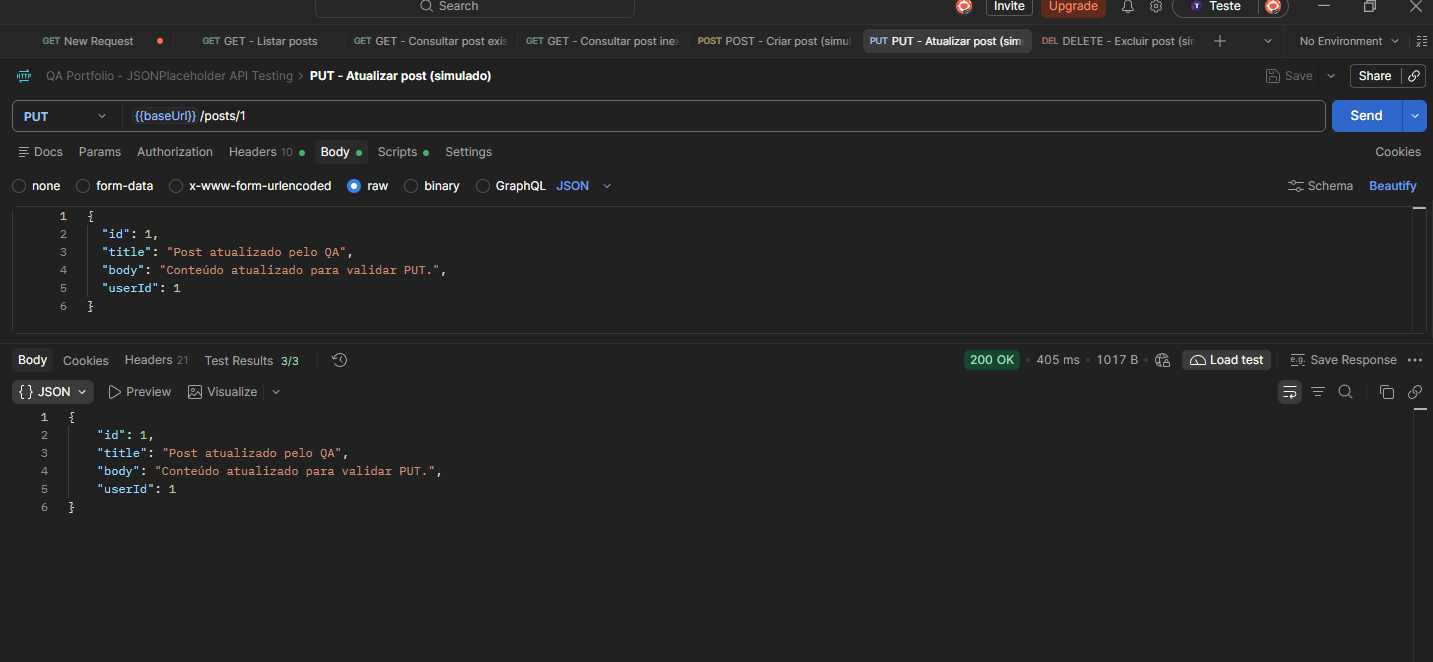 Search Invite Upgrade T Teste
GET New Request GET GET - Listar posts GET GET - Consultar post exis GET GET - Consultar post inex POST POST - Criar post (simul PUT PUT - Atualizar post (sim DEL DELETE - Excluir post (sin No Environment
HTTP QA Portfolio - JSONPlaceholder API Testing > PUT - Atualizar post (simulado) Save Share
PUT {{baseUrl}} /posts/1 Send
Docs Params Authorization Headers 10 Body Scripts Settings Cookies
none form-data x-www-form-urlencoded raw binary GraphQL JSON Schema Beautify
1 {
2 "id": 1,
3 "title": "Post atualizado pelo QA",
4 "body": "Conteúdo atualizado para validar PUT.",
5 "userId": 1
6 }
Body Cookies Headers 21 Test Results 3/3 200 OK 405 ms 1017 B Load test e.g. Save Response
{} JSON Preview Visualize
1 {
2 "id": 1,
3 "title": "Post atualizado pelo QA",
4 "body": "Conteúdo atualizado para validar PUT.",
5 "userId": 1
6 }